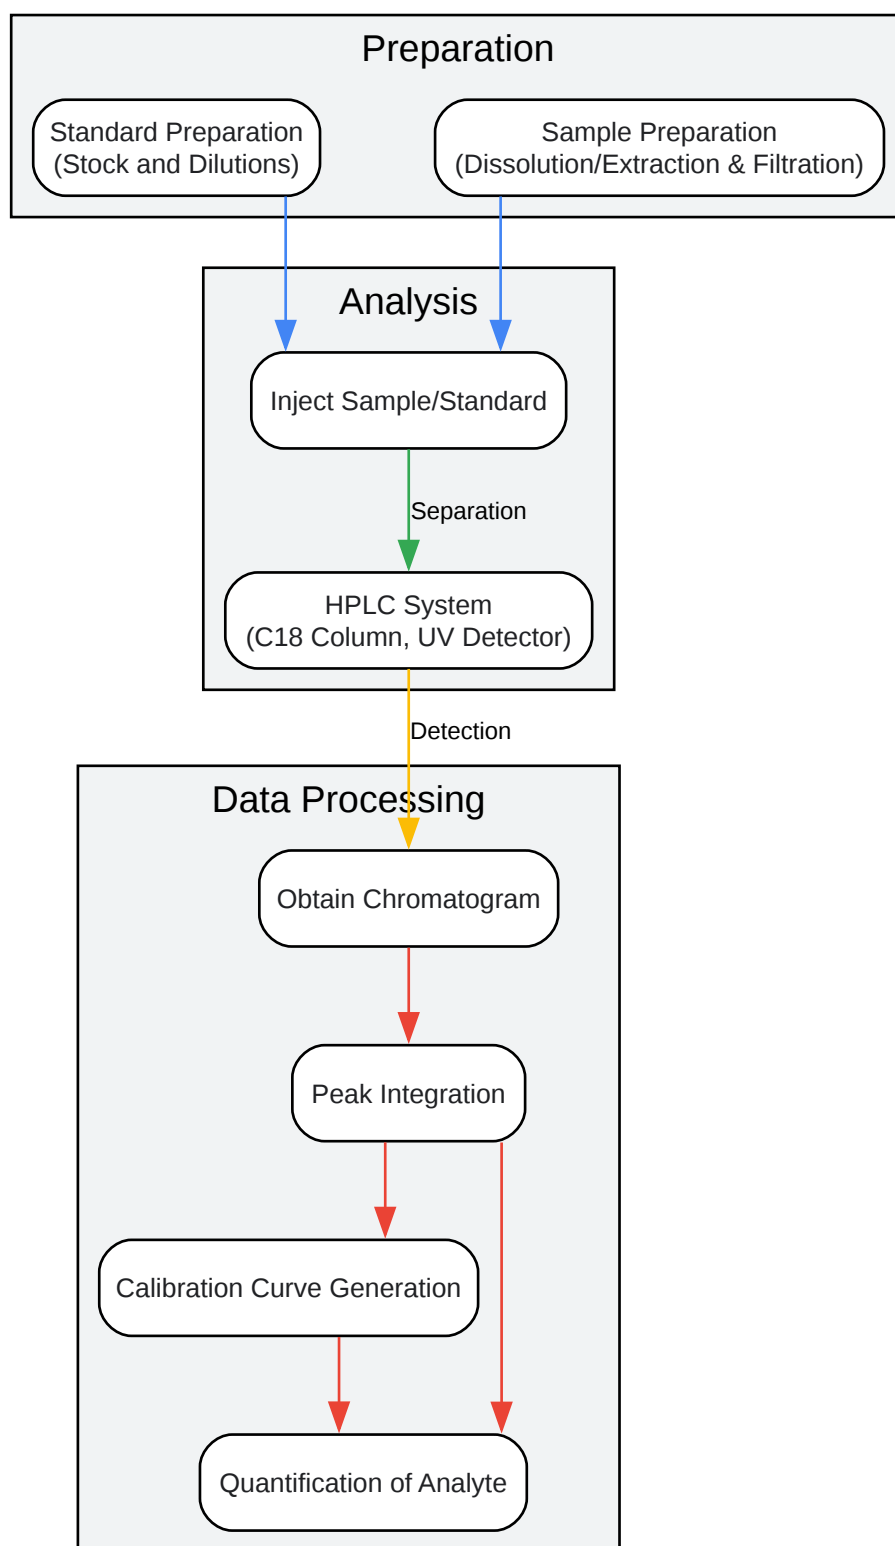 Preparation
Standard Preparation
(Stock and Dilutions)
Sample Preparation
(Dissolution/Extraction & Filtration)
Analysis
Inject Sample/Standard
Separation
HPLC System
(C18 Column, UV Detector)
Detection
Data Processing
Obtain Chromatogram
Peak Integration
Calibration Curve Generation
Quantification of Analyte